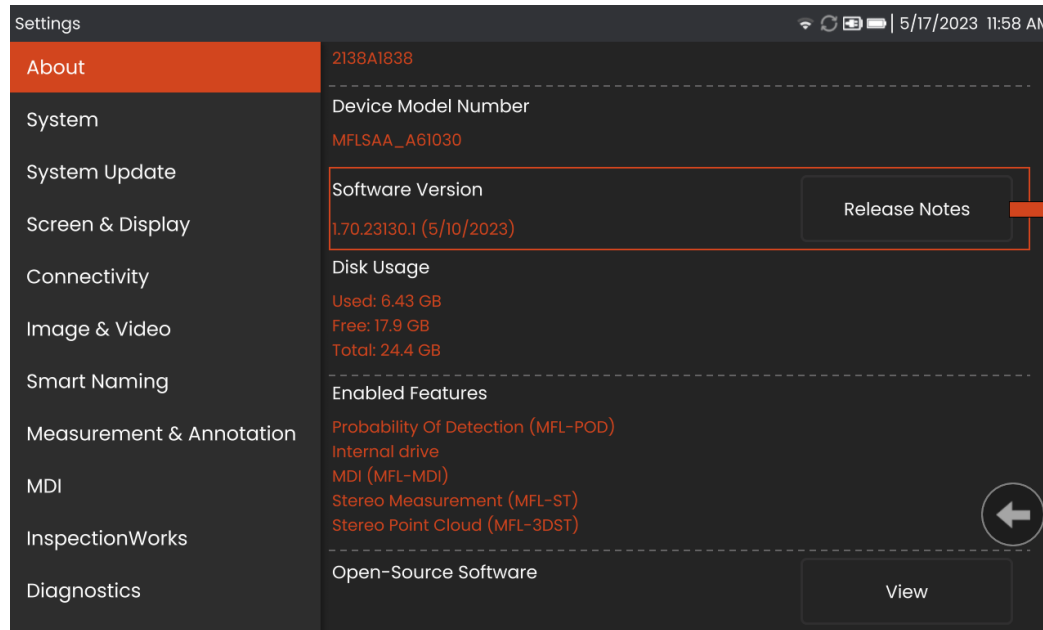 Settings
5/17/2023 11:58 AM
About
System
System Update
Screen & Display
Connectivity
Image & Video
Smart Naming
Measurement & Annotation
MDI
InspectionWorks
Diagnostics
2138A1838
Device Model Number
MFLSAA_A61030
Software Version
1.70.23130.1 (5/10/2023)
Release Notes
Disk Usage
Used: 6.43 GB
Free: 17.9 GB
Total: 24.4 GB
Enabled Features
Probability Of Detection (MFL-POD)
Internal drive
MDI (MFL-MDI)
Stereo Measurement (MFL-ST)
Stereo Point Cloud (MFL-3DST)
Open-Source Software
View